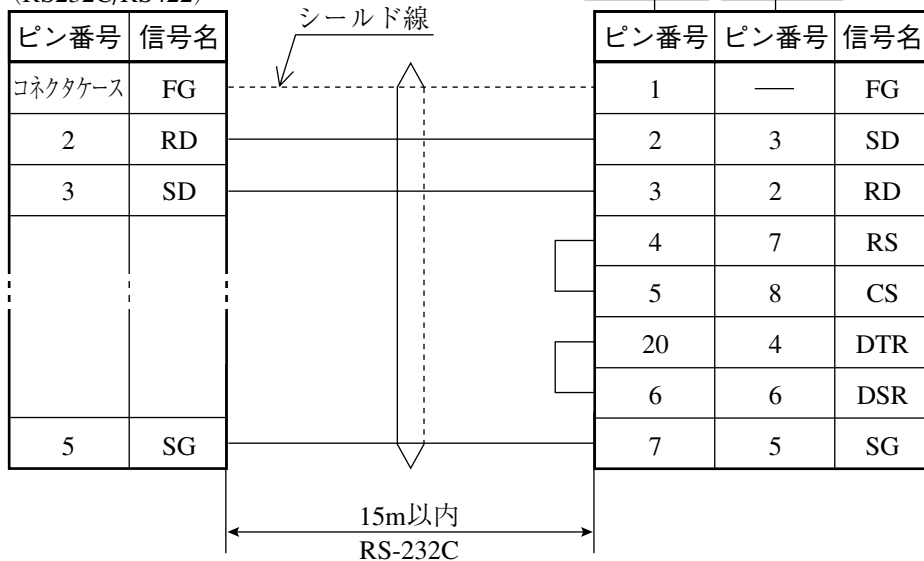 (RS232C/RS422)
シールド線
ピン番号 信号名 ピン番号 ピン番号 信号名
コネクタケース FG 1 — FG
2 RD 2 3 SD
3 SD 3 2 RD
4 7 RS
5 8 CS
20 4 DTR
6 6 DSR
5 SG 7 5 SG
15m以内
RS-232C